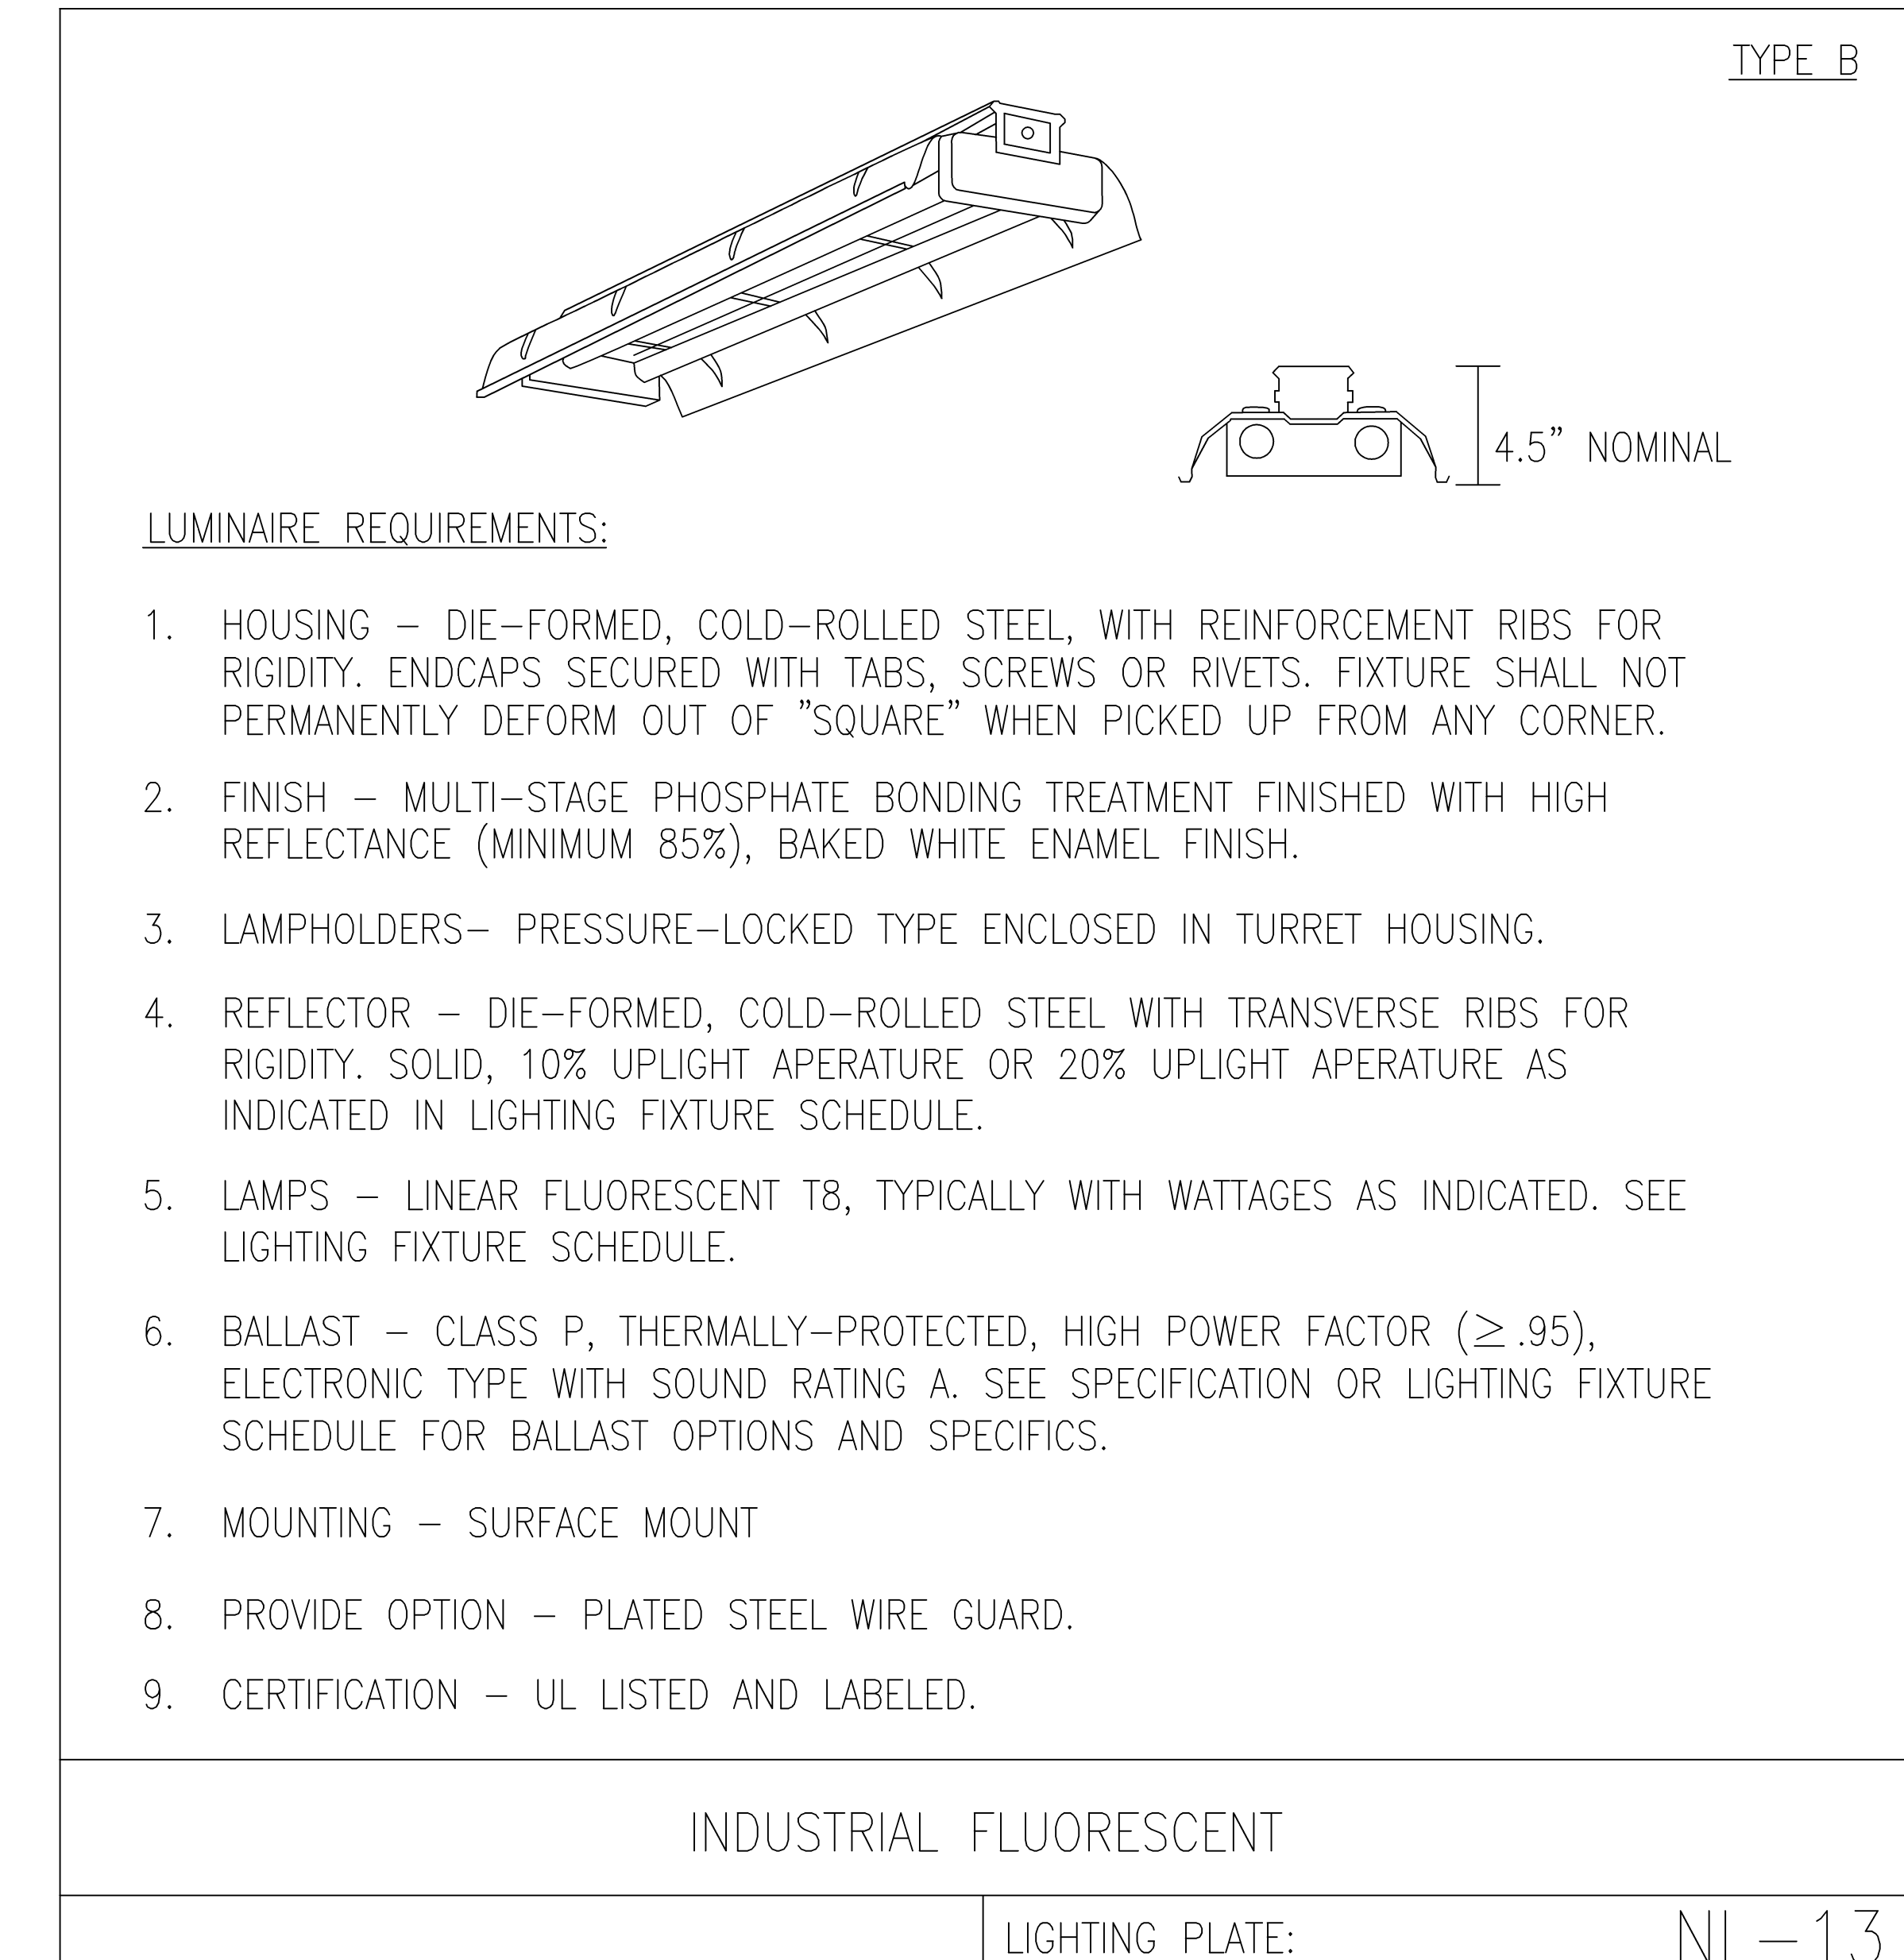 TYPE B
4.5” NOMINAL
LUMINAIRE REQUIREMENTS:
1. HOUSING – DIE–FORMED, COLD–ROLLED STEEL, WITH REINFORCEMENT RIBS FOR
RIGIDITY. ENDCAPS SECURED WITH TABS, SCREWS OR RIVETS. FIXTURE SHALL NOT
PERMANENTLY DEFORM OUT OF ”SQUARE” WHEN PICKED UP FROM ANY CORNER.
2. FINISH – MULTI–STAGE PHOSPHATE BONDING TREATMENT FINISHED WITH HIGH
REFLECTANCE (MINIMUM 85%), BAKED WHITE ENAMEL FINISH.
3. LAMPHOLDERS– PRESSURE–LOCKED TYPE ENCLOSED IN TURRET HOUSING.
4. REFLECTOR – DIE–FORMED, COLD–ROLLED STEEL WITH TRANSVERSE RIBS FOR
RIGIDITY. SOLID, 10% UPLIGHT APERATURE OR 20% UPLIGHT APERATURE AS
INDICATED IN LIGHTING FIXTURE SCHEDULE.
5. LAMPS – LINEAR FLUORESCENT T8, TYPICALLY WITH WATTAGES AS INDICATED. SEE
LIGHTING FIXTURE SCHEDULE.
6. BALLAST – CLASS P, THERMALLY–PROTECTED, HIGH POWER FACTOR (≥ .95),
ELECTRONIC TYPE WITH SOUND RATING A. SEE SPECIFICATION OR LIGHTING FIXTURE
SCHEDULE FOR BALLAST OPTIONS AND SPECIFICS.
7. MOUNTING – SURFACE MOUNT
8. PROVIDE OPTION – PLATED STEEL WIRE GUARD.
9. CERTIFICATION – UL LISTED AND LABELED.
INDUSTRIAL FLUORESCENT
LIGHTING PLATE: